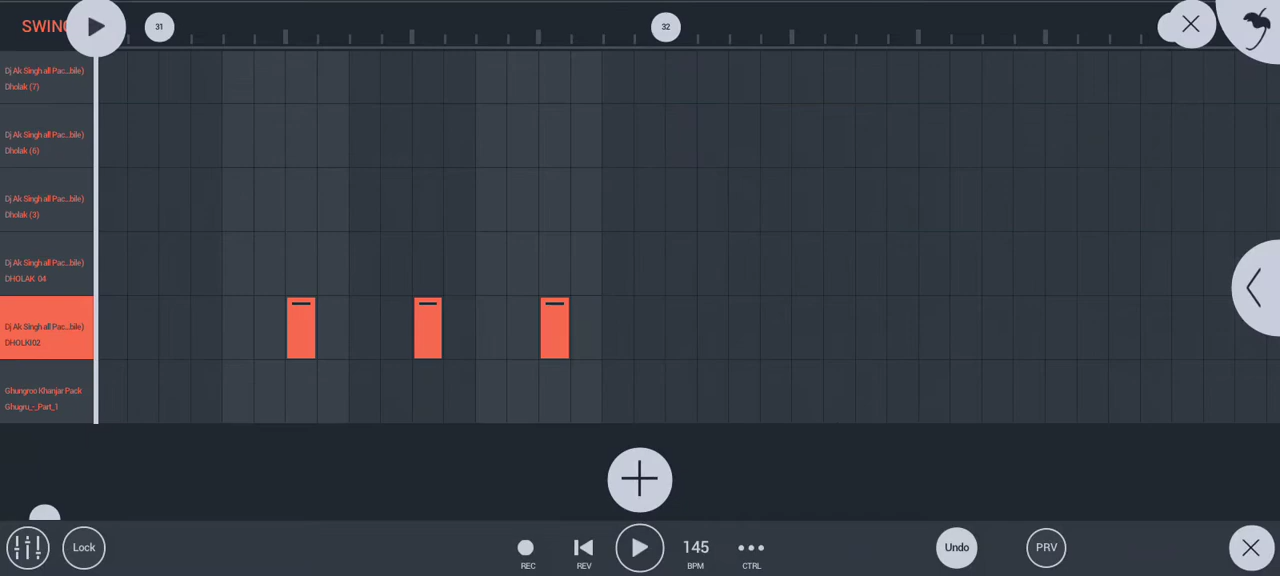 SWING
31
32
Dj Ak Singh all Pac...bile)
Dholak (7)
Dj Ak Singh all Pac...bile)
Dholak (6)
Dj Ak Singh all Pac...bile)
Dholak (3)
Dj Ak Singh all Pac...bile)
DHOLAK 04
Dj Ak Singh all Pac...bile)
DHOLKI02
Ghungroo Khanjar Pack
Ghugru_-_Part_1
Lock
REC
REV
145
BPM
CTRL
Undo
PRV